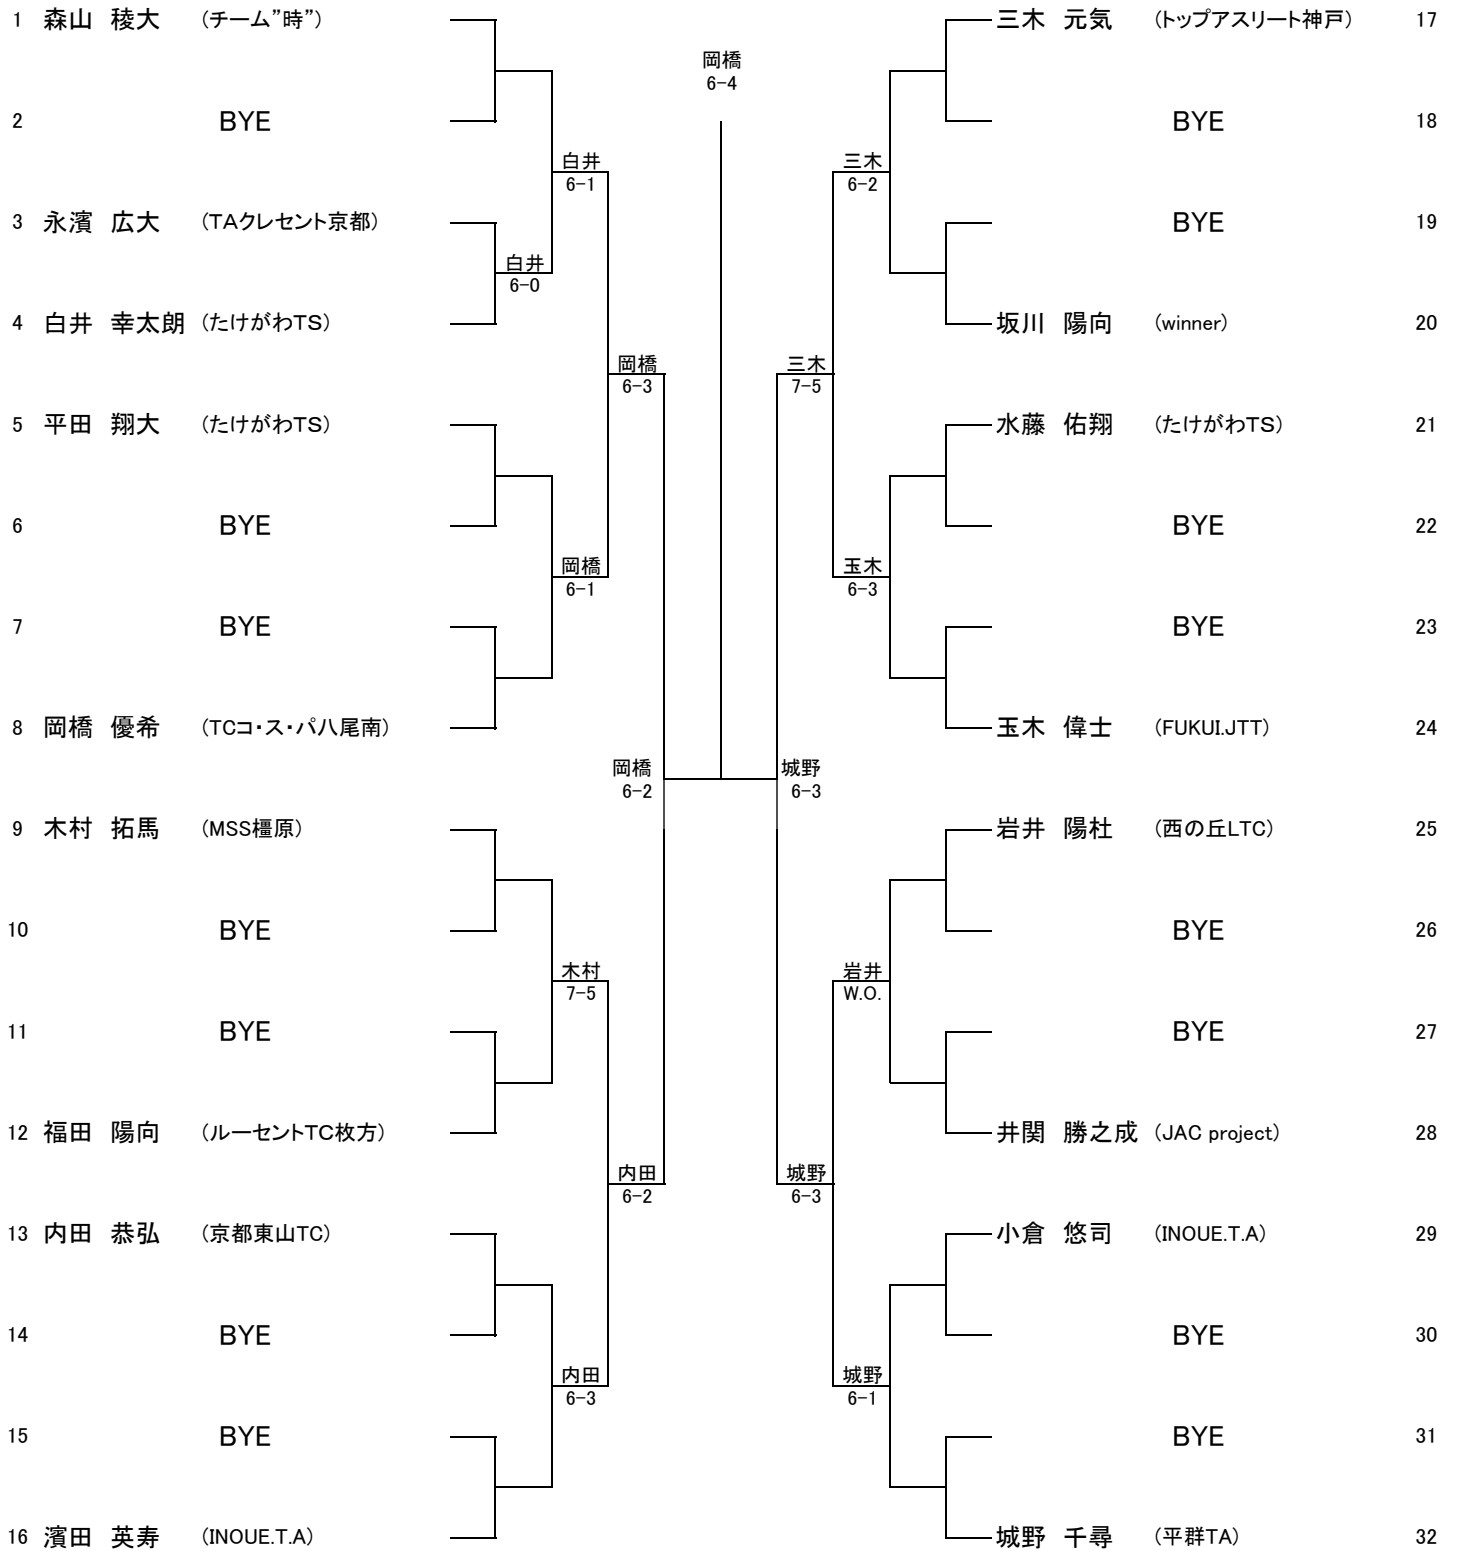 1 森山 稜大 (チーム”時”) 三木 元気 (トップアスリート神戸) 17
岡橋
6-4
2 BYE BYE 18
白井 三木
6-1 6-2
3 永濱 広大 (TAクレセント京都) BYE 19
白井
6-0
4 白井 幸太朗 (たけがわTS) 坂川 陽向 (winner) 20
岡橋 三木
6-3 7-5
5 平田 翔大 (たけがわTS) 水藤 佑翔 (たけがわTS) 21
6 BYE BYE 22
岡橋 玉木
6-1 6-3
7 BYE BYE 23
8 岡橋 優希 (TCコ・ス・パ八尾南) 玉木 偉士 (FUKUI.JTT) 24
岡橋 城野
6-2 6-3
9 木村 拓馬 (MSS橿原) 岩井 陽杜 (西の丘LTC) 25
10 BYE BYE 26
木村 岩井
7-5 W.O.
11 BYE BYE 27
12 福田 陽向 (ルーセントTC枚方) 井関 勝之成 (JAC project) 28
内田 城野
6-2 6-3
13 内田 恭弘 (京都東山TC) 小倉 悠司 (INOUE.T.A) 29
14 BYE BYE 30
内田 城野
6-3 6-1
15 BYE BYE 31
16 濱田 英寿 (INOUE.T.A) 城野 千尋 (平群TA) 32